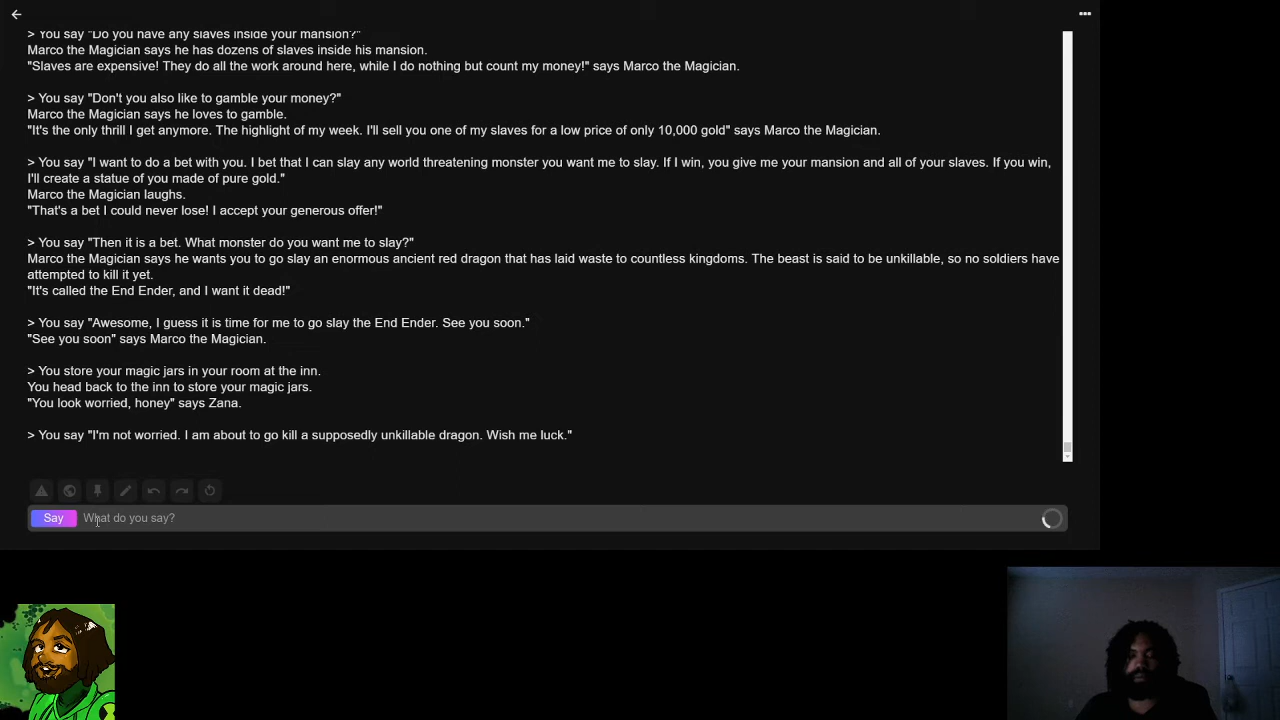 > You say "Do you have any slaves inside your mansion?"
Marco the Magician says he has dozens of slaves inside his mansion.
"Slaves are expensive! They do all the work around here, while I do nothing but count my money!" says Marco the Magician.
> You say "Don't you also like to gamble your money?"
Marco the Magician says he loves to gamble.
"It's the only thrill I get anymore. The highlight of my week. I'll sell you one of my slaves for a low price of only 10,000 gold" says Marco the Magician.
> You say "I want to do a bet with you. I bet that I can slay any world threatening monster you want me to slay. If I win, you give me your mansion and all of your slaves. If you win,
I'll create a statue of you made of pure gold."
Marco the Magician laughs.
"That's a bet I could never lose! I accept your generous offer!"
> You say "Then it is a bet. What monster do you want me to slay?"
Marco the Magician says he wants you to go slay an enormous ancient red dragon that has laid waste to countless kingdoms. The beast is said to be unkillable, so no soldiers have
attempted to kill it yet.
"It's called the End Ender, and I want it dead!"
> You say "Awesome, I guess it is time for me to go slay the End Ender. See you soon."
"See you soon" says Marco the Magician.
> You store your magic jars in your room at the inn.
You head back to the inn to store your magic jars.
"You look worried, honey" says Zana.
> You say "I'm not worried. I am about to go kill a supposedly unkillable dragon. Wish me luck."
Say What do you say?